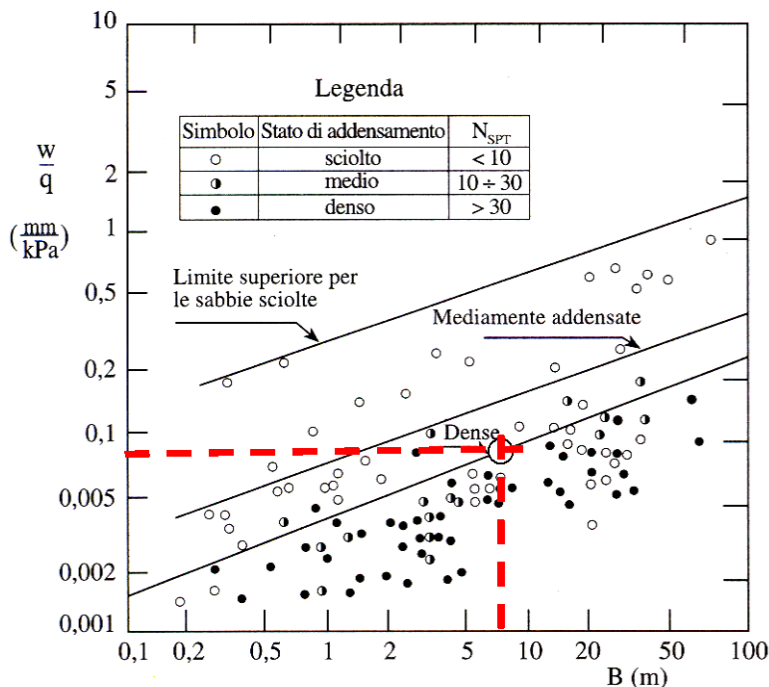 10
5
2
1
0,5
0,2
0,1
0,005
0,002
0,001
w
q
(mm
kPa)
Legenda
Simbolo Stato di addensamento N_SPT
sciolto < 10
medio 10 ÷ 30
denso > 30
Limite superiore per
le sabbie sciolte
Mediamente addensate
Dense
0,1 0,2 0,5 1 2 5 10 20 50 100
B (m)